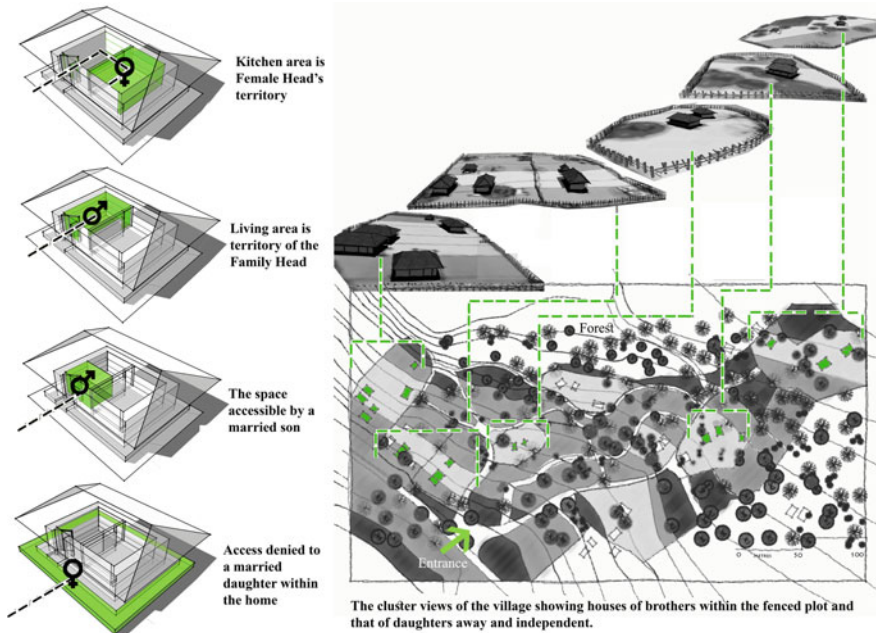 Kitchen area is
Female Head's
territory
Living area is
territory of the
Family Head
The space
accessible by a
married son
Access denied to
a married
daughter within
the home
Forest
Entrance
0
50
100
The cluster views of the village showing houses of brothers within the fenced plot and
that of daughters away and independent.